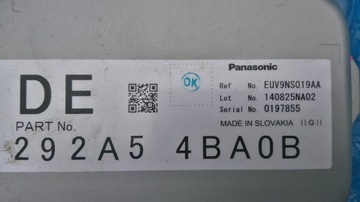 DE
PART No.
292A5 4BA0B
OK
Panasonic
Ref No. EUV9NS019AA
Lot No. 140825NA02
Serial No. 0197855
MADE IN SLOVAKIA IIGII